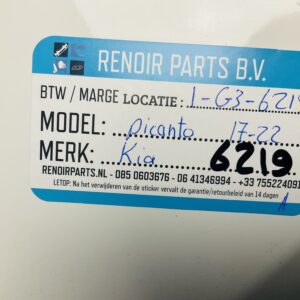 RENOIR PARTS B.V.
BTW / MARGE LOCATIE : 1-G3-6219
MODEL: picanto 17-22
MERK: Kia 6219
RENOIRPARTS.NL - 085 0603676 - 06 41346994 - +33 755224091
LETOP: Na het verwijderen van de sticker vervalt de garantie/retourbeleid van 14 dagen